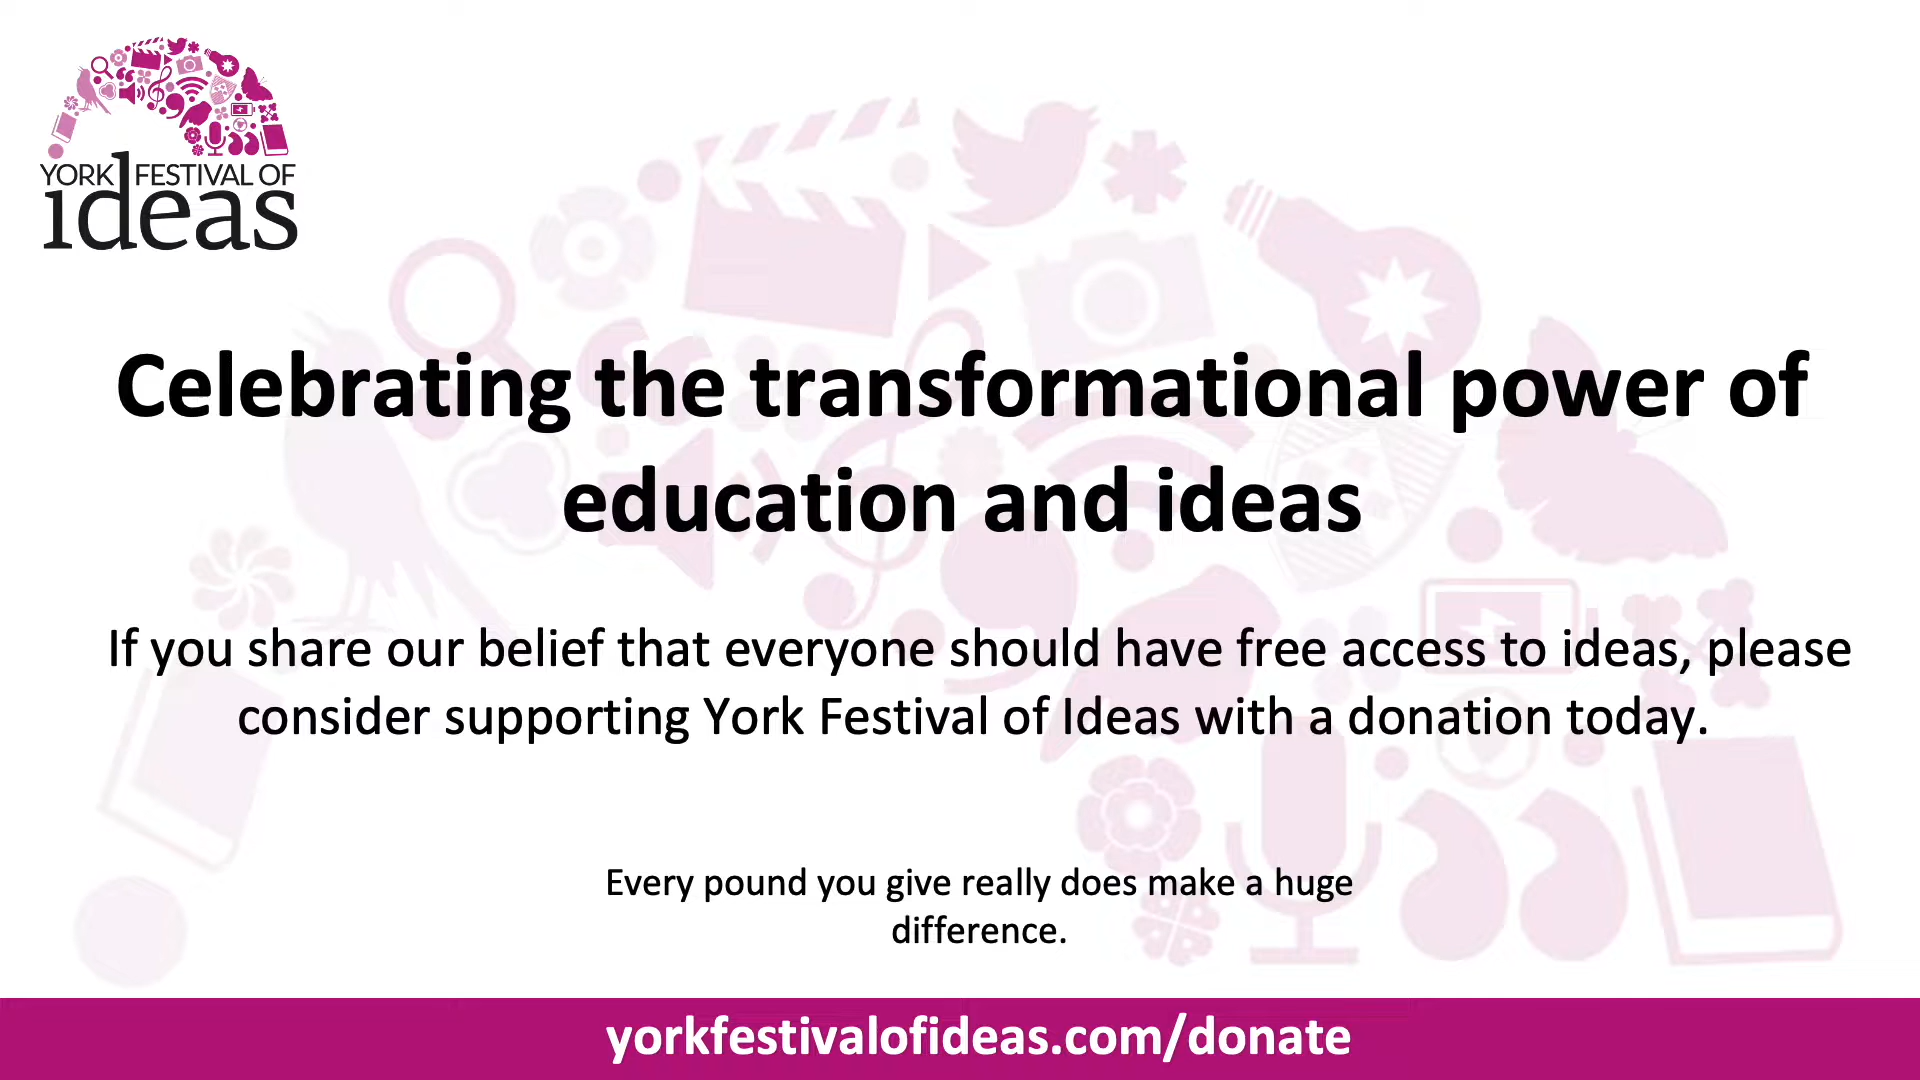 YORK FESTIVAL OF
ideas
Celebrating the transformational power of
education and ideas
If you share our belief that everyone should have free access to ideas, please
consider supporting York Festival of Ideas with a donation today.
Every pound you give really does make a huge
difference.
yorkfestivalofideas.com/donate